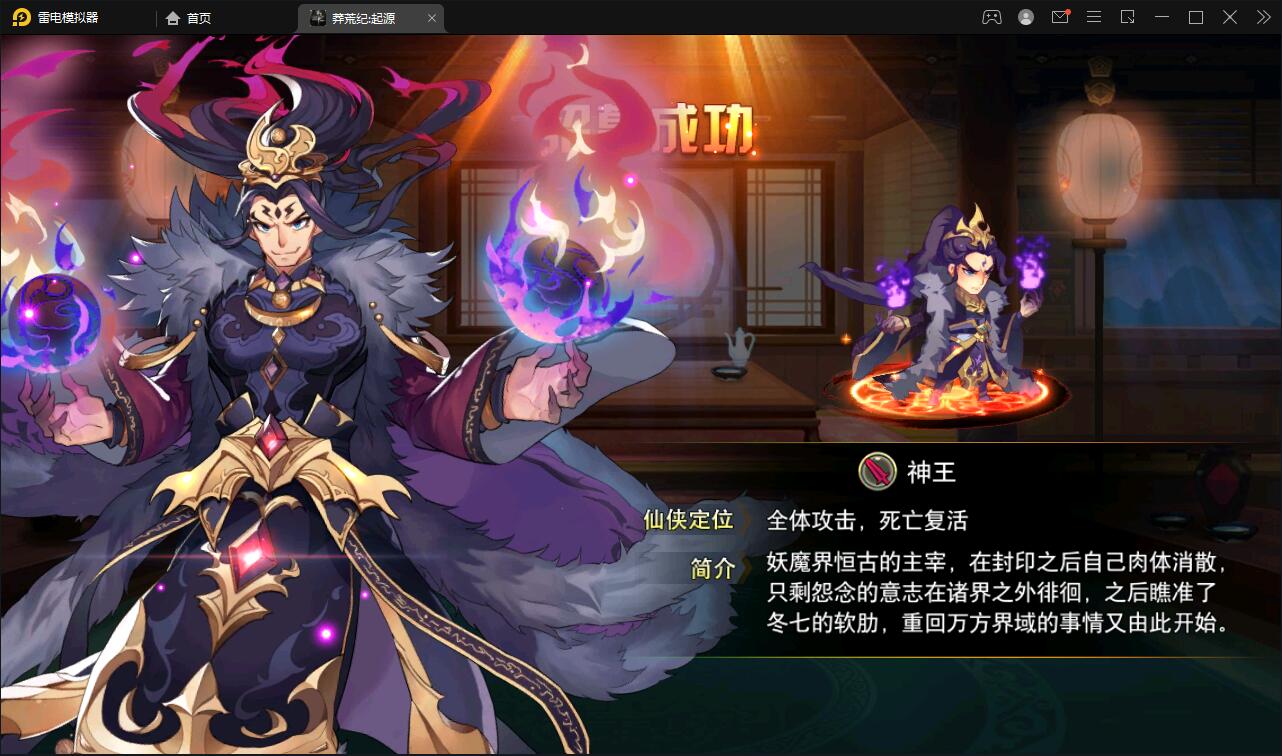 雷电模拟器
首页
莽荒纪:起源
成功
神王
仙侠定位
全体攻击，死亡复活
简介
妖魔界恒古的主宰，在封印之后自己肉体消散，
只剩怨念的意志在诸界之外徘徊，之后瞧准了
冬七的软肋，重回万方界域的事情又由此开始。